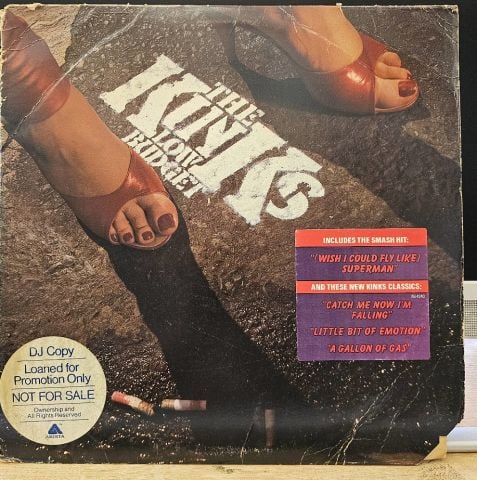 THE
KINKS
LOW
BUDGET
INCLUDES THE SMASH HIT:
"(WISH I COULD FLY LIKE)
SUPERMAN"
AND THESE NEW KINKS CLASSICS:
"CATCH ME NOW I'M
FALLING"
"LITTLE BIT OF EMOTION"
"A GALLON OF GAS"
DJ Copy
Loaned for
Promotion Only
NOT FOR SALE
Ownership and
All Rights Reserved
ARISTA